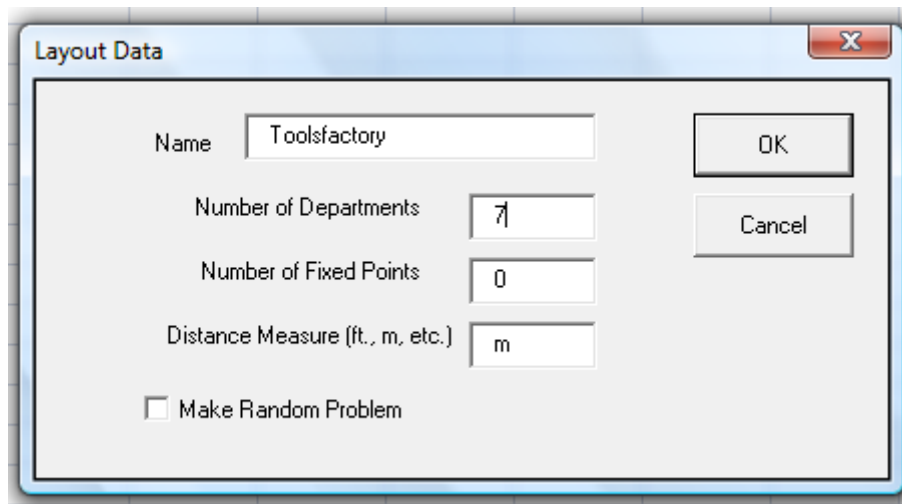 Layout Data
Name Toolsfactory OK
Number of Departments 7 Cancel
Number of Fixed Points 0
Distance Measure (ft., m, etc.) m
Make Random Problem